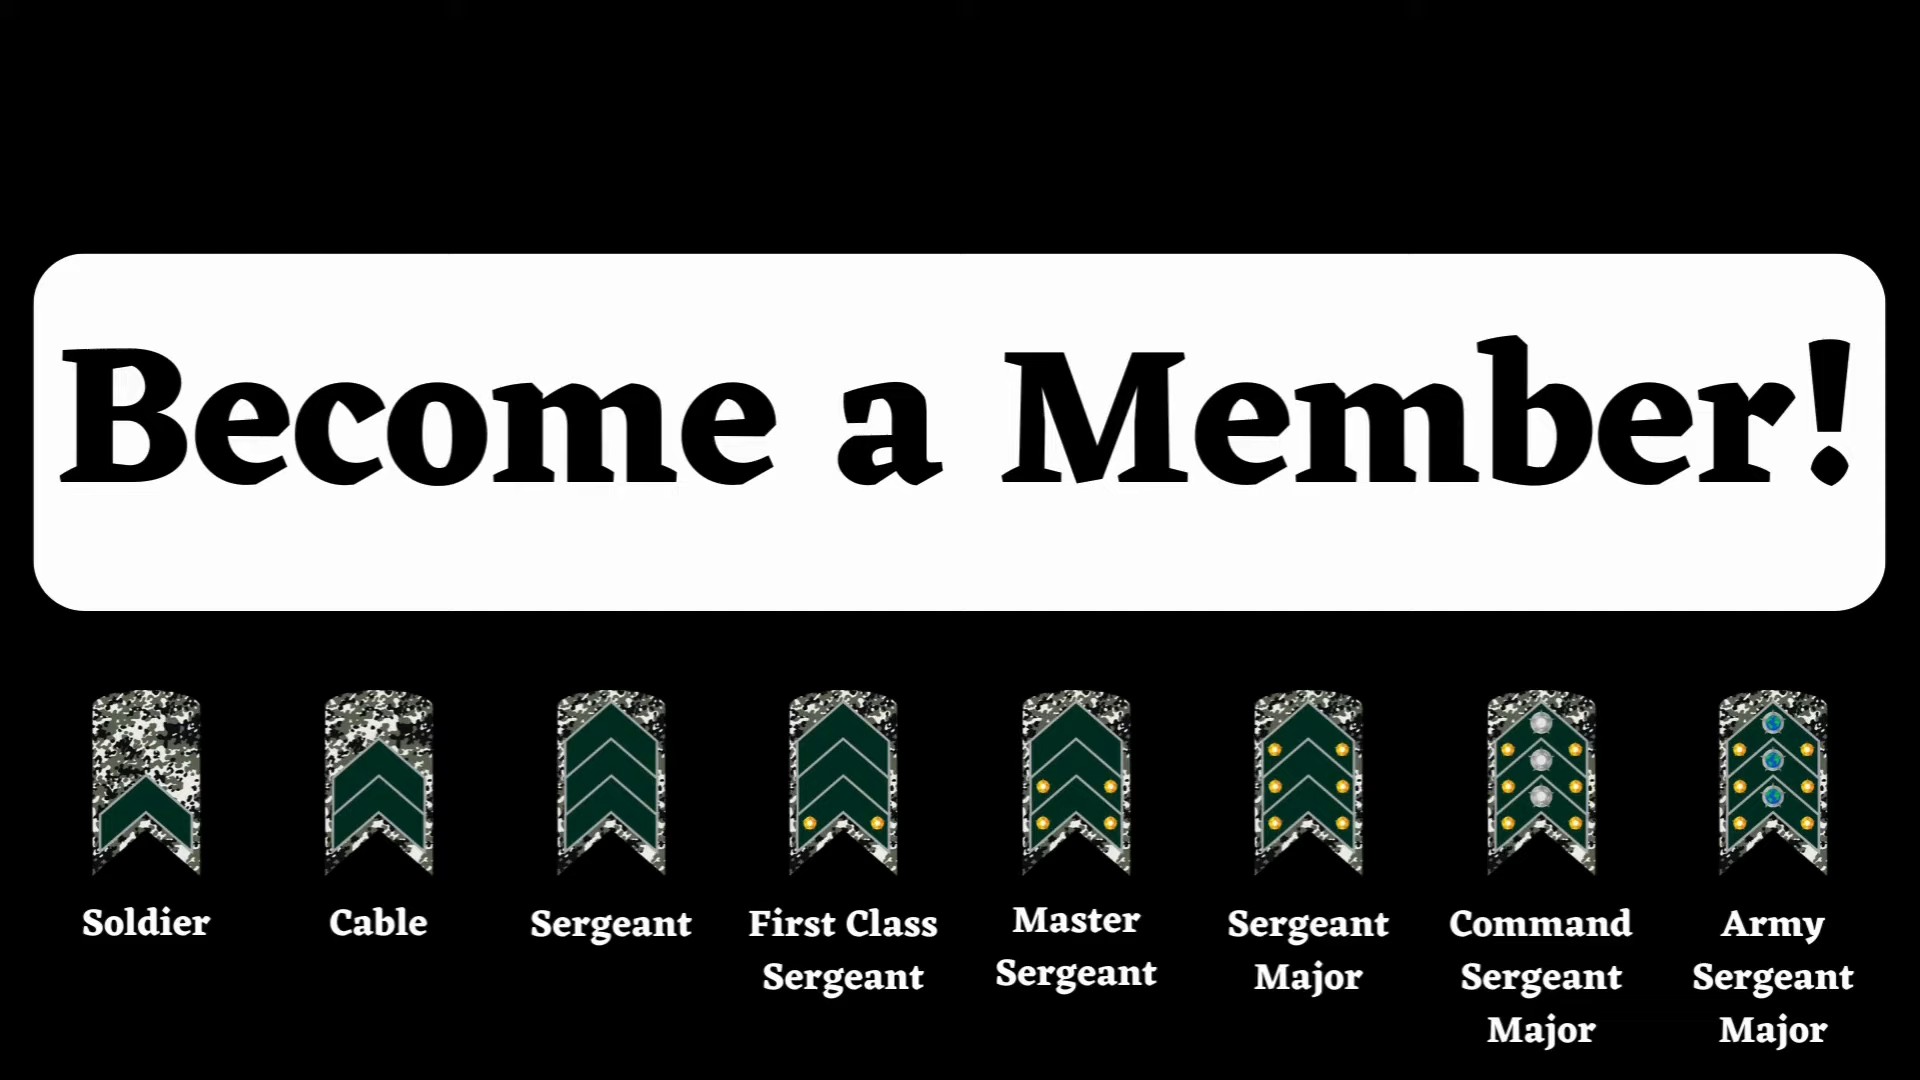 Become a Member!
Soldier
Cable
Sergeant
First Class
Sergeant
Master
Sergeant
Sergeant
Major
Command
Sergeant
Major
Army
Sergeant
Major